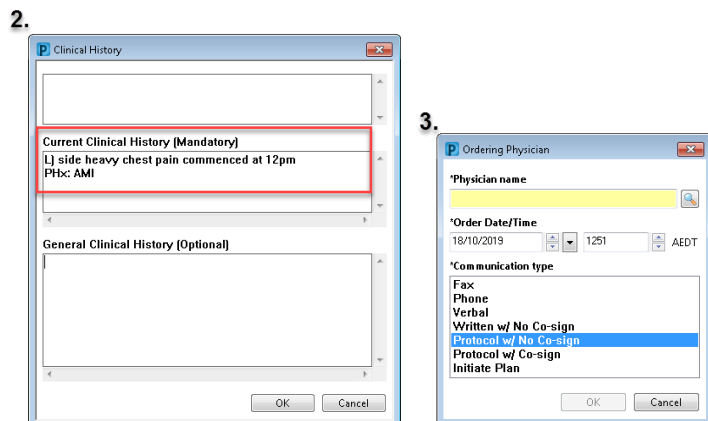 2.
Clinical History
Current Clinical History (Mandatory)
L) side heavy chest pain commenced at 12pm
PHx: AMI
General Clinical History (Optional)
OK Cancel
3.
Ordering Physician
*Physician name
*Order Date/Time
18/10/2019 1251 AEDT
*Communication type
Fax
Phone
Verbal
Written w/ No Co-sign
Protocol w/ No Co-sign
Protocol w/ Co-sign
Initiate Plan
OK Cancel